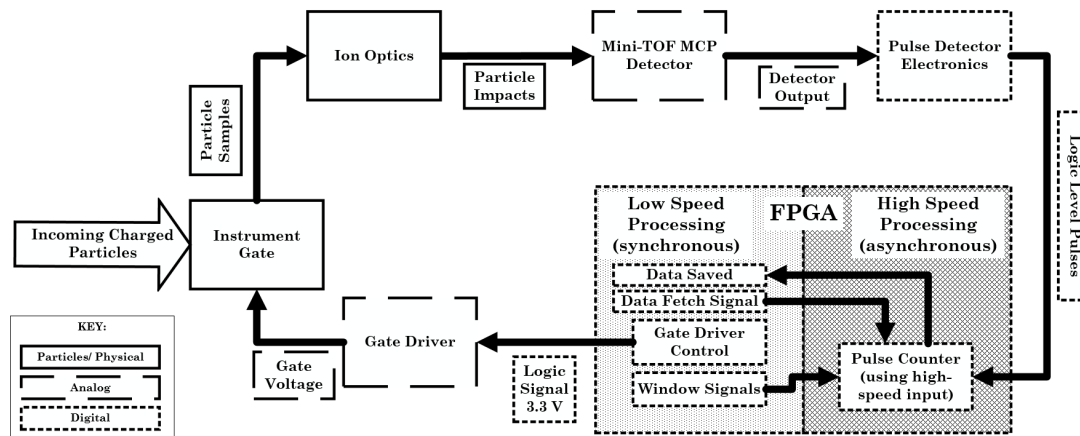 Ion Optics
Particle
Impacts
Mini-TOF MCP
Detector
Detector
Output
Pulse Detector
Electronics
Logic Level Pulses
Particle
Samples
Incoming Charged
Particles
Instrument
Gate
Low Speed
Processing
(synchronous)
FPGA
High Speed
Processing
(asynchronous)
Data Saved
Data Fetch Signal
Gate Driver
Control
Window Signals
Pulse Counter
(using high-
speed input)
Logic
Signal
3.3 V
Gate Driver
Gate
Voltage
KEY:
Particles/ Physical
Analog
Digital